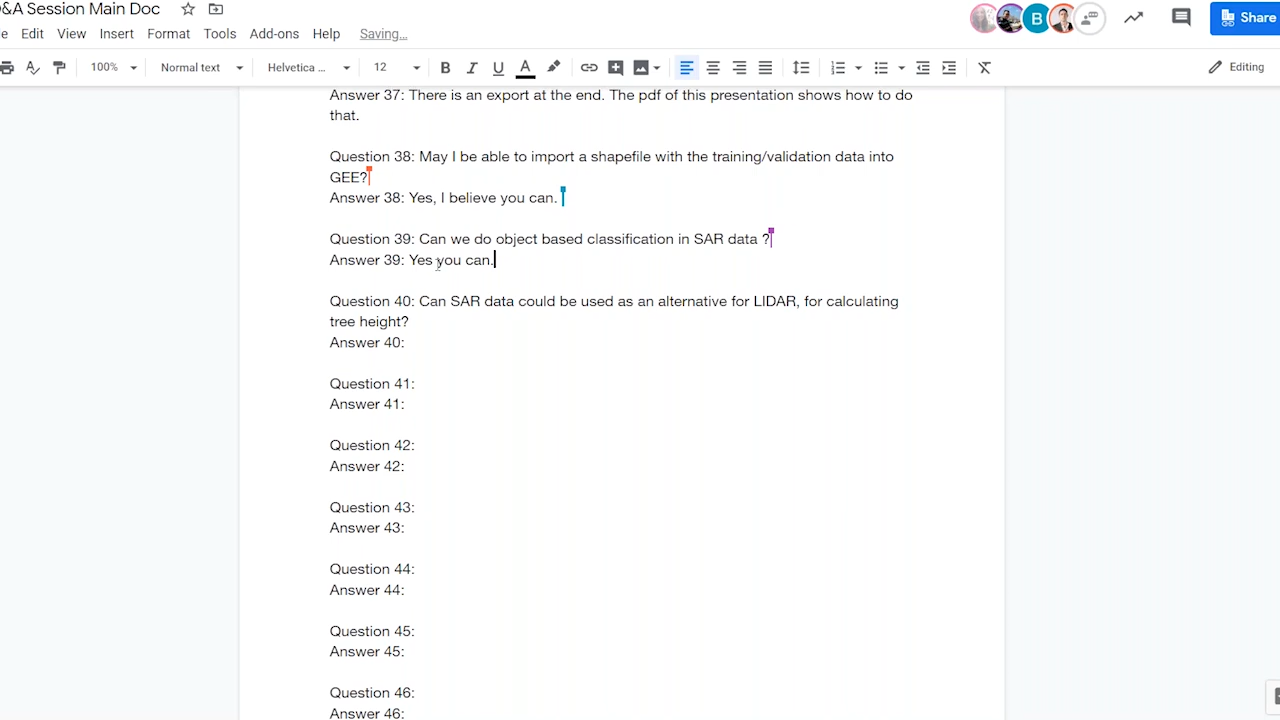 &A Session Main Doc
e Edit View Insert Format Tools Add-ons Help Saving...
B
Share
100% Normal text Helvetica ... 12 B I U A Editing
Answer 37: There is an export at the end. The pdf of this presentation shows how to do
that.
Question 38: May I be able to import a shapefile with the training/validation data into
GEE?
Answer 38: Yes, I believe you can.
Question 39: Can we do object based classification in SAR data ?
Answer 39: Yes you can.
Question 40: Can SAR data could be used as an alternative for LIDAR, for calculating
tree height?
Answer 40:
Question 41:
Answer 41:
Question 42:
Answer 42:
Question 43:
Answer 43:
Question 44:
Answer 44:
Question 45:
Answer 45:
Question 46:
Answer 46: